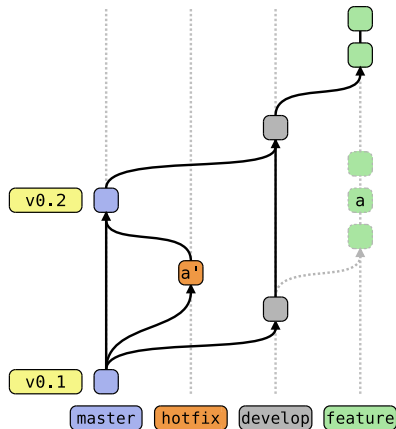 v0.2
a
a'
v0.1
master
hotfix
develop
feature